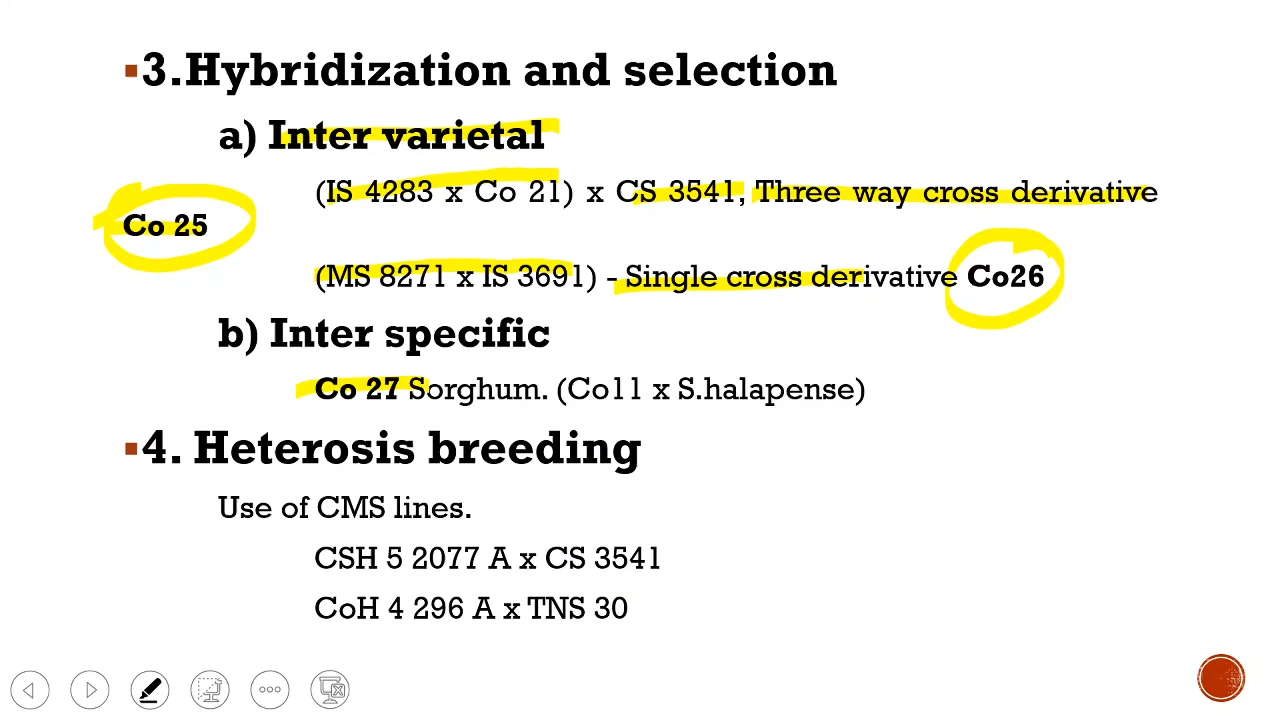 ▪3.Hybridization and selection
a) Inter varietal
(IS 4283 x Co 21) x CS 3541, Three way cross derivative
Co 25
(MS 8271 x IS 3691) - Single cross derivative Co26
b) Inter specific
Co 27 Sorghum. (Co11 x S.halapense)
▪4. Heterosis breeding
Use of CMS lines.
CSH 5 2077 A x CS 3541
CoH 4 296 A x TNS 30